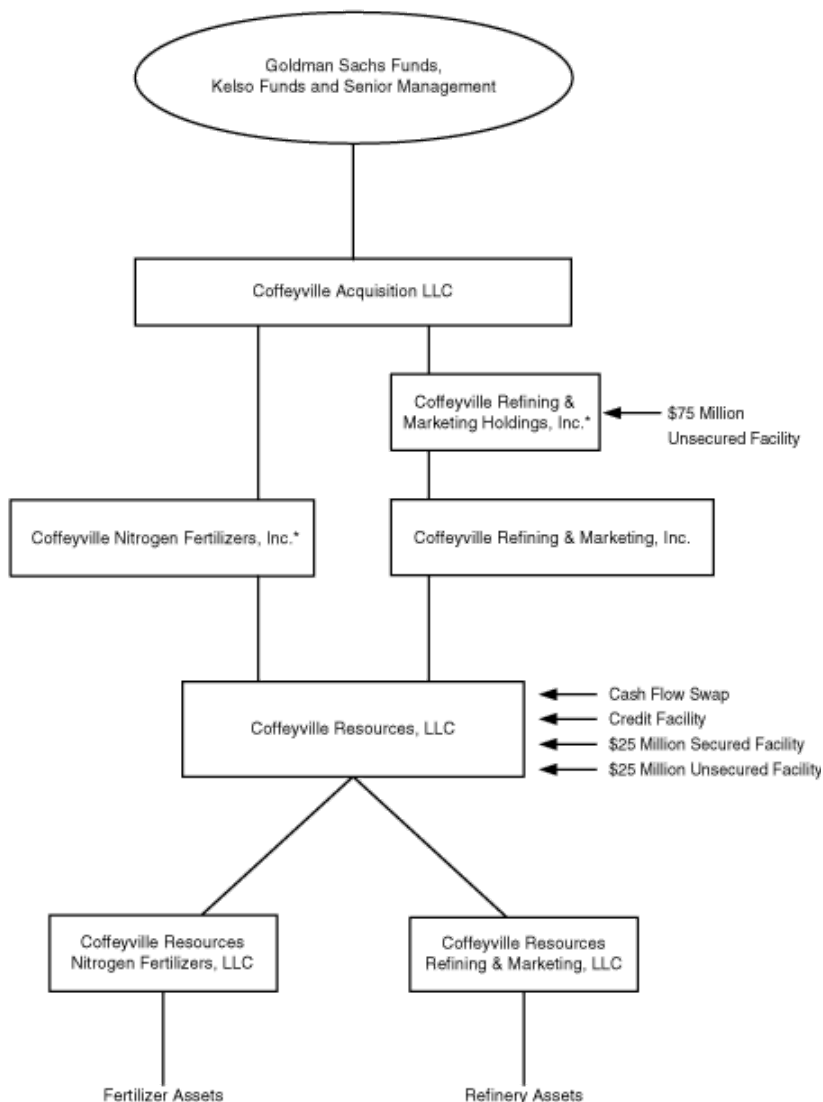 Goldman Sachs Funds,
Kelso Funds and Senior Management
Coffeyville Acquisition LLC
Coffeyville Refining &
Marketing Holdings, Inc.*
$75 Million
Unsecured Facility
Coffeyville Nitrogen Fertilizers, Inc.*
Coffeyville Refining & Marketing, Inc.
Coffeyville Resources, LLC
Cash Flow Swap
Credit Facility
$25 Million Secured Facility
$25 Million Unsecured Facility
Coffeyville Resources
Nitrogen Fertilizers, LLC
Coffeyville Resources
Refining & Marketing, LLC
Fertilizer Assets
Refinery Assets